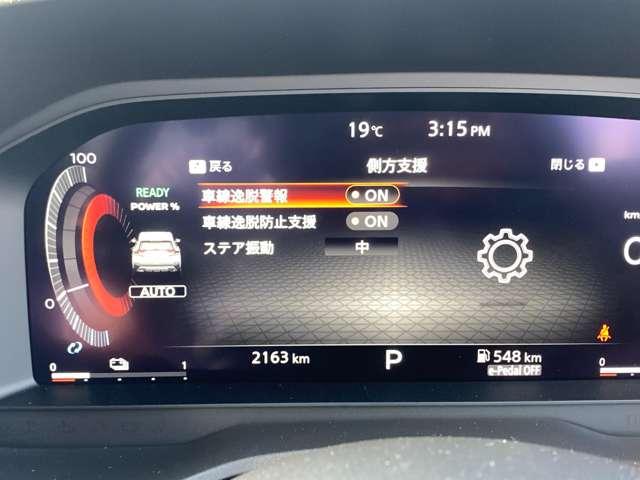 19℃ 3:15 PM
戻る 側方支援 閉じる
100
READY
POWER %
車線逸脱警報 ON
車線逸脱防止支援 ON
ステア振動 中
km/
AUTO
0
0 1
2163 km P 548 km
e-Pedal OFF
0